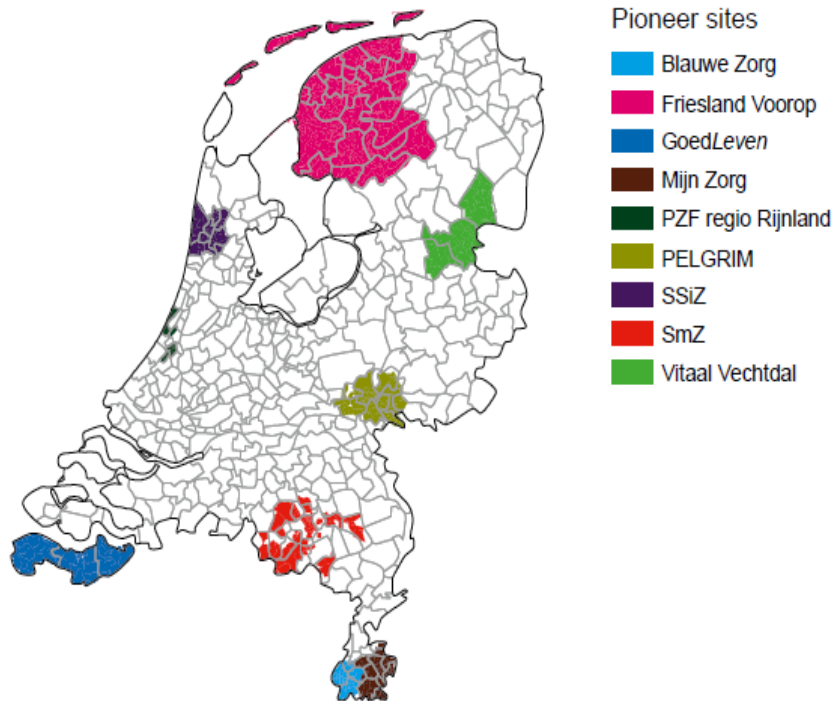 Pioneer sites
Blauwe Zorg
Friesland Voorop
GoedLeven
Mijn Zorg
PZF regio Rijnland
PELGRIM
SSiZ
SmZ
Vitaal Vechtdal